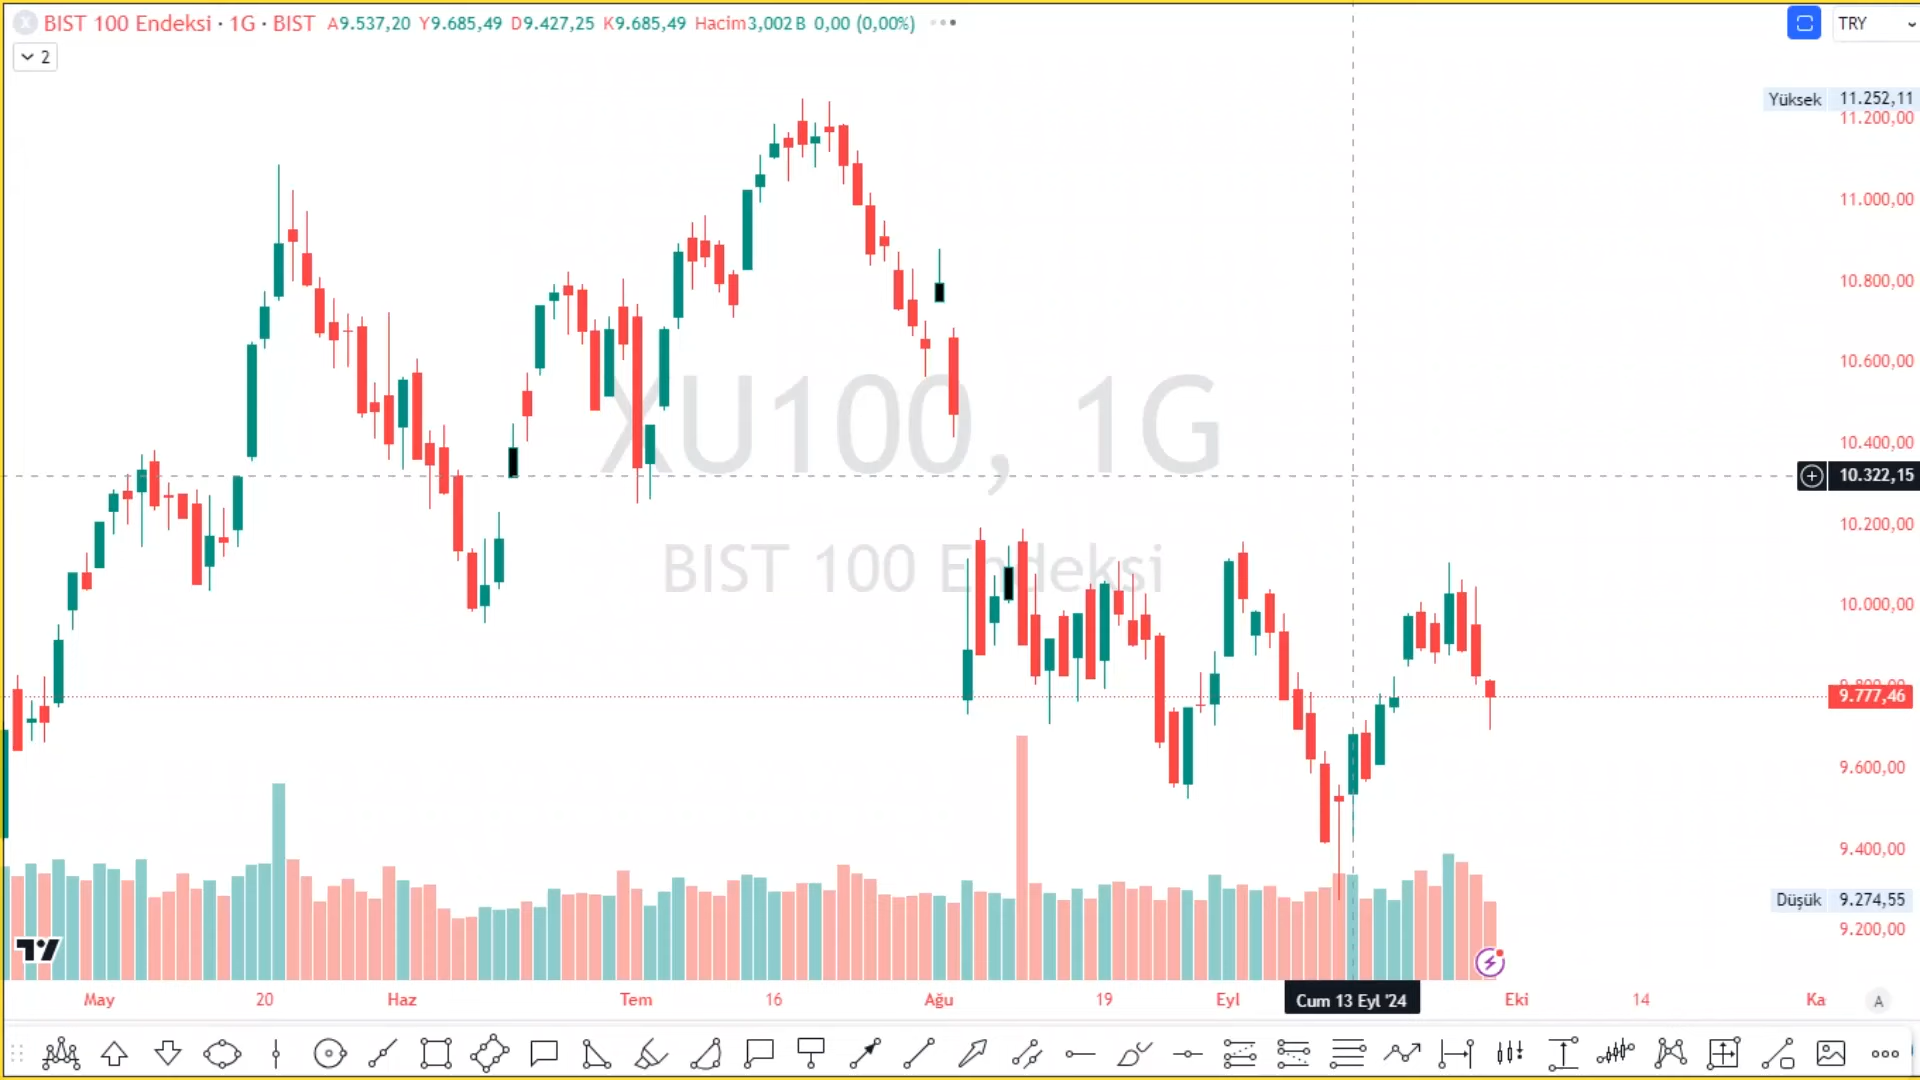 BIST 100 Endeksi · 1G · BIST A9.537,20 Y9.685,49 D9.427,25 K9.685,49 Hacim3,002B 0,00 (0,00%)
TRY
2
Yüksek 11.252,11
11.200,00
11.000,00
10.800,00
10.600,00
10.400,00
10.322,15
10.200,00
10.000,00
9.800,00
9.777,46
9.600,00
9.400,00
Düşük 9.274,55
9.200,00
XU100, 1G
BIST 100 Endeksi
May 20 Haz Tem 16 Ağu 19 Eyl Cum 13 Eyl '24 Eki 14 Ka A